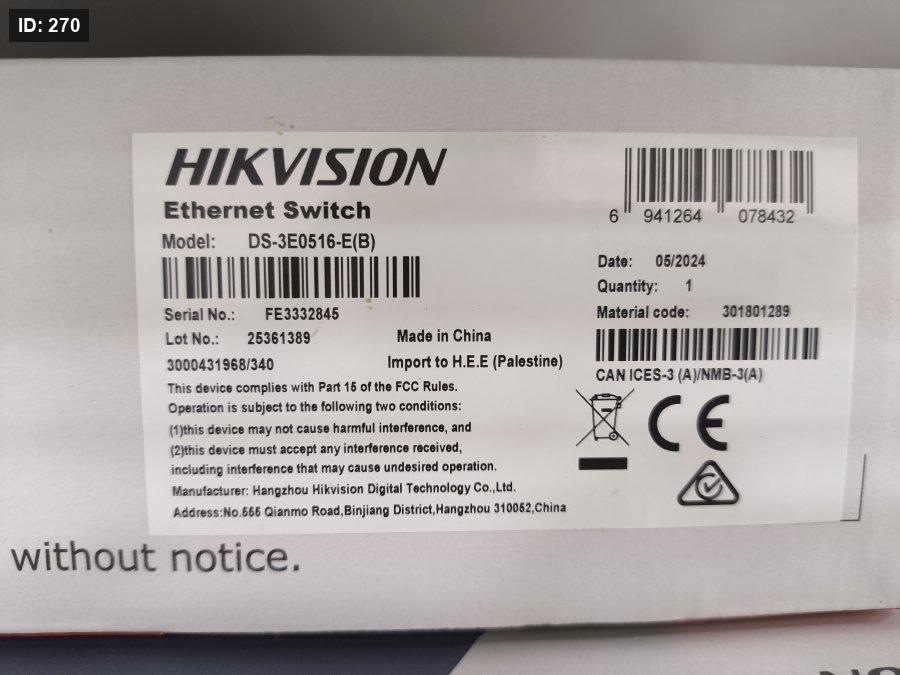 ID: 270
HIKVISION
Ethernet Switch
Model: DS-3E0516-E(B)
Serial No.: FE3332845
Lot No.: 25361389
Made in China
3000431968/340
Import to H.E.E (Palestine)
This device complies with Part 15 of the FCC Rules.
Operation is subject to the following two conditions:
(1)this device may not cause harmful interference, and
(2)this device must accept any interference received,
including interference that may cause undesired operation.
Manufacturer: Hangzhou Hikvision Digital Technology Co.,Ltd.
Address:No.555 Qianmo Road,Binjiang District,Hangzhou 310052,China
6 941264 078432
Date: 05/2024
Quantity: 1
Material code: 301801289
CAN ICES-3 (A)/NMB-3(A)
CE
without notice.